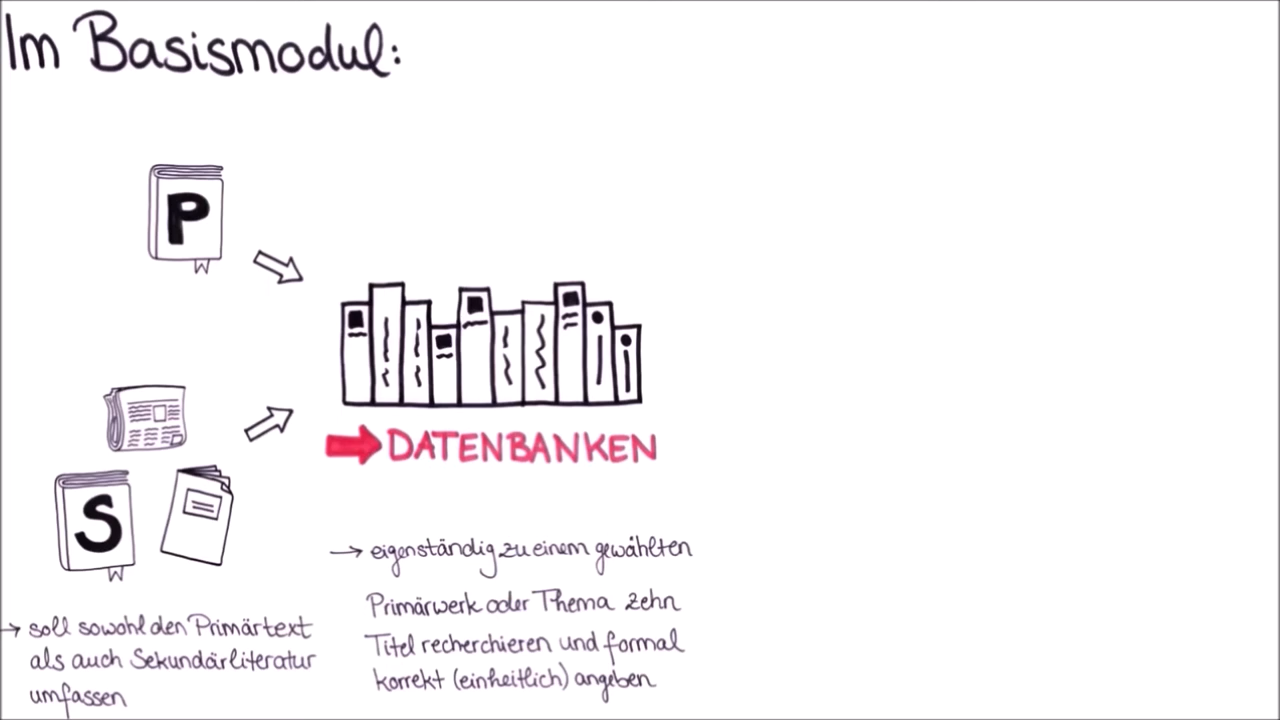 Im Basismodul:
P
S
→ DATENBANKEN
→ soll sowohl den Primärtext
als auch Sekundärliteratur
umfassen
→ eigenständig zu einem gewählten
Primärwerk oder Thema zehn
Titel recherchieren und formal
korrekt (einheitlich) angeben